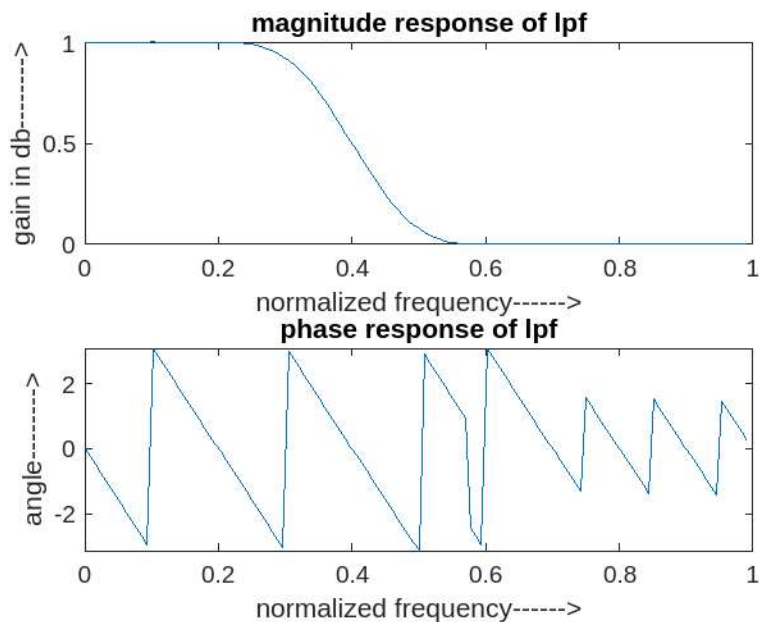 magnitude response of lpf
gain in db-------->
1
0.5
0
0 0.2 0.4 0.6 0.8 1
normalized frequency------>
phase response of lpf
angle--------->
2
0
-2
0 0.2 0.4 0.6 0.8 1
normalized frequency------>